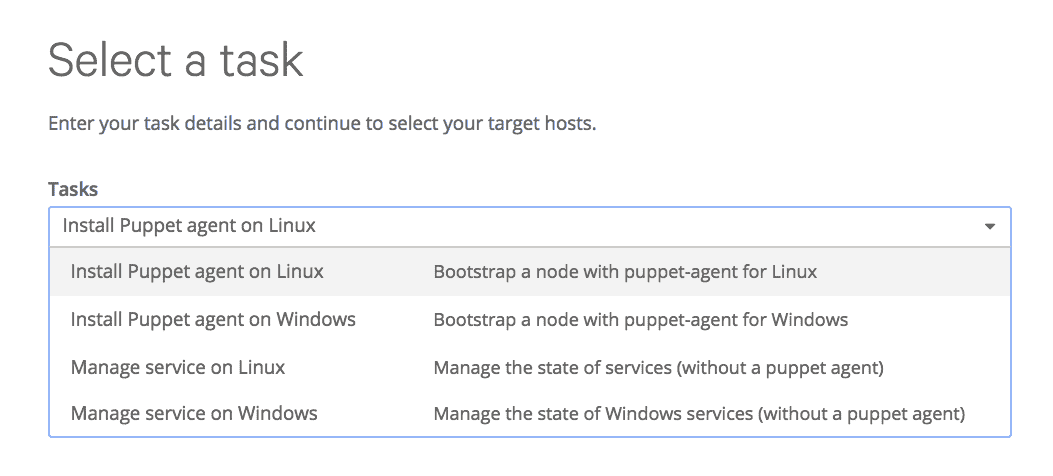 Select a task
Enter your task details and continue to select your target hosts.
Tasks
Install Puppet agent on Linux
Install Puppet agent on Linux Bootstrap a node with puppet-agent for Linux
Install Puppet agent on Windows Bootstrap a node with puppet-agent for Windows
Manage service on Linux Manage the state of services (without a puppet agent)
Manage service on Windows Manage the state of Windows services (without a puppet agent)